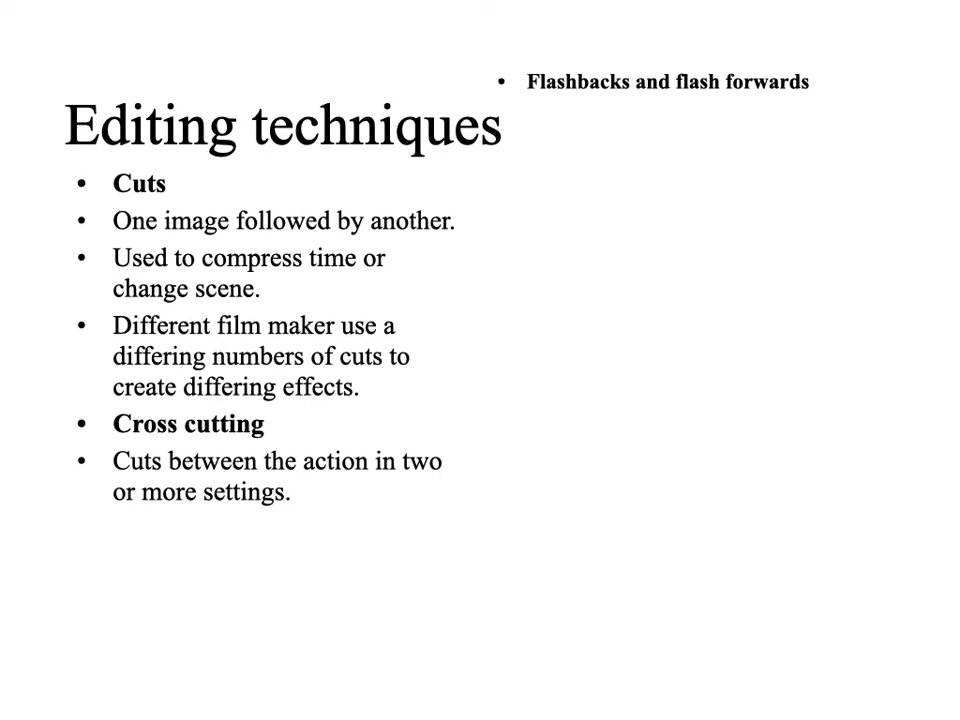 Editing techniques
• Cuts
• One image followed by another.
• Used to compress time or
change scene.
• Different film maker use a
differing numbers of cuts to
create differing effects.
• Cross cutting
• Cuts between the action in two
or more settings.
• Flashbacks and flash forwards